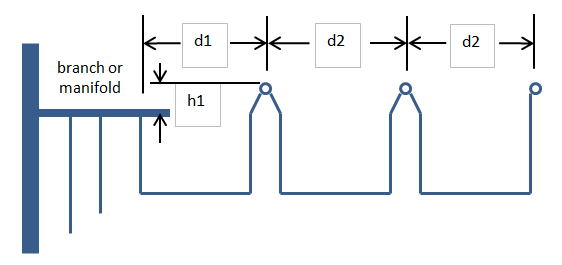 d1
d2
d2
branch or
manifold
h1